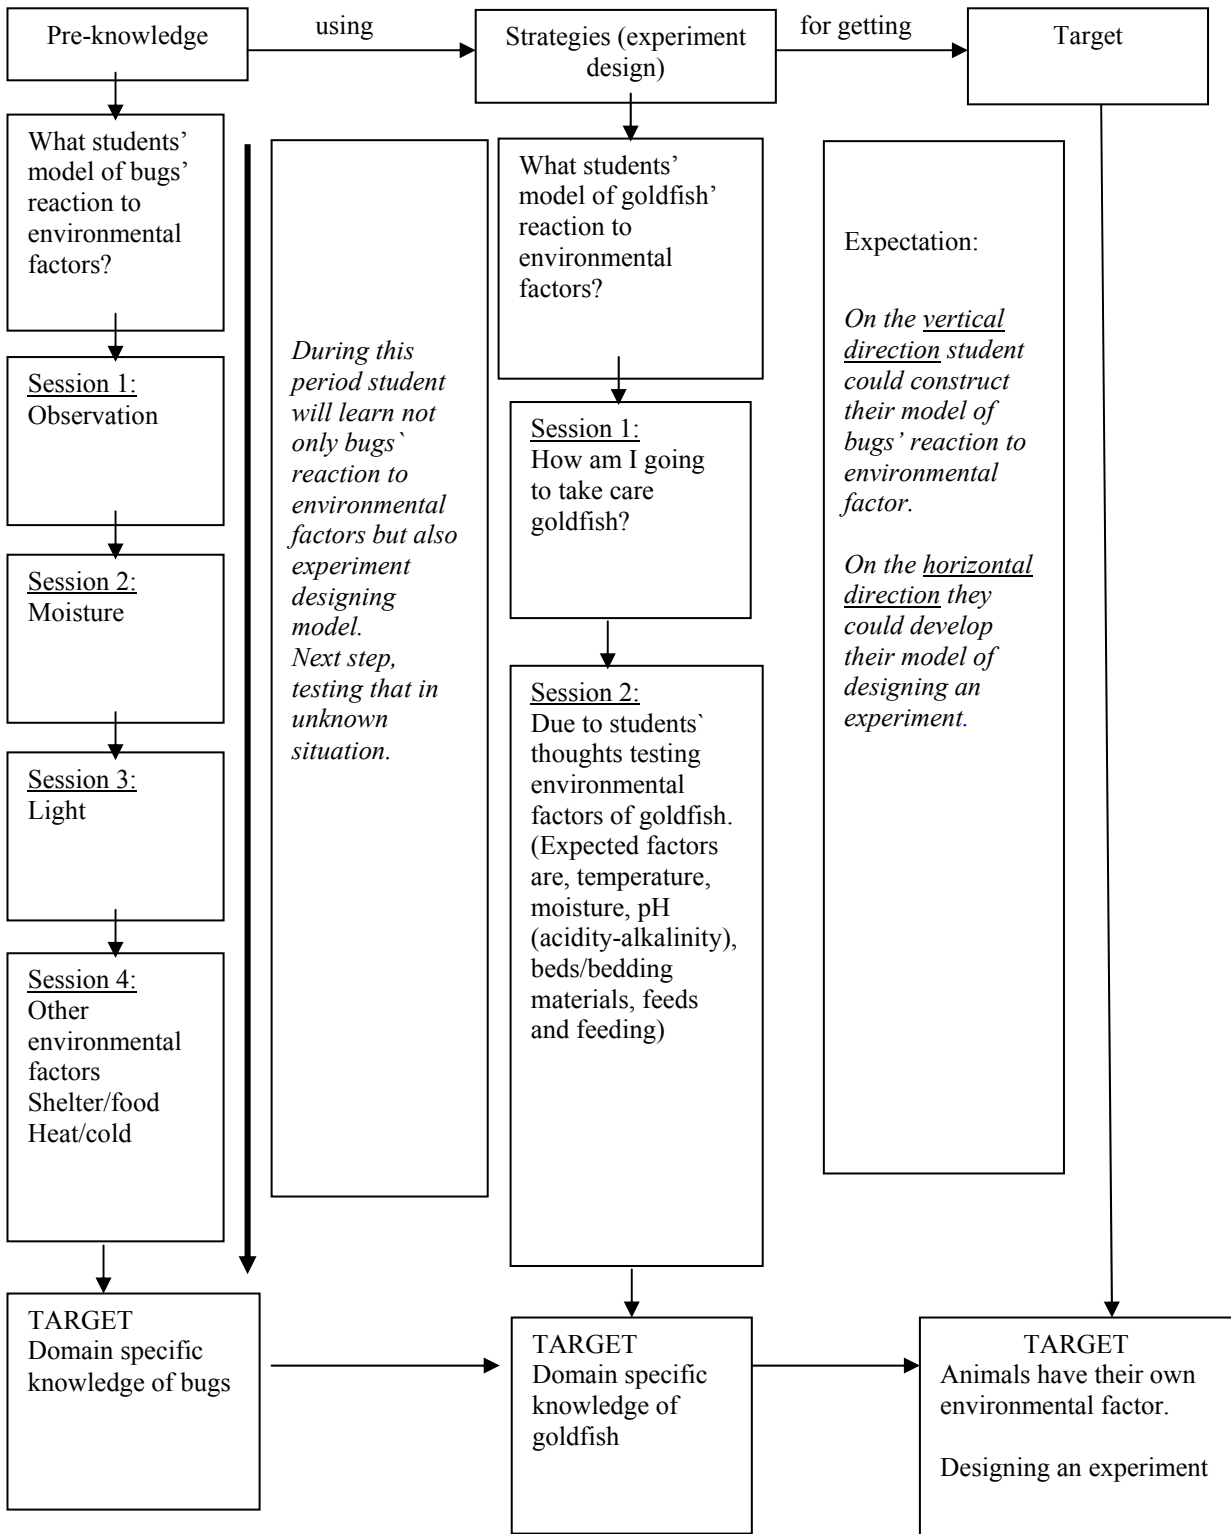 Pre-knowledge
using
Strategies (experiment
design)
for getting
Target
What students’
model of bugs’
reaction to
environmental
factors?
Session 1:
Observation
Session 2:
Moisture
Session 3:
Light
Session 4:
Other
environmental
factors
Shelter/food
Heat/cold
TARGET
Domain specific
knowledge of bugs
During this
period student
will learn not
only bugs`
reaction to
environmental
factors but also
experiment
designing
model.
Next step,
testing that in
unknown
situation.
What students’
model of goldfish’
reaction to
environmental
factors?
Session 1:
How am I going
to take care
goldfish?
Session 2:
Due to students`
thoughts testing
environmental
factors of goldfish.
(Expected factors
are, temperature,
moisture, pH
(acidity-alkalinity),
beds/bedding
materials, feeds
and feeding)
TARGET
Domain specific
knowledge of
goldfish
Expectation:
On the vertical
direction student
could construct
their model of
bugs’ reaction to
environmental
factor.
On the horizontal
direction they
could develop
their model of
designing an
experiment.
TARGET
Animals have their own
environmental factor.
Designing an experiment